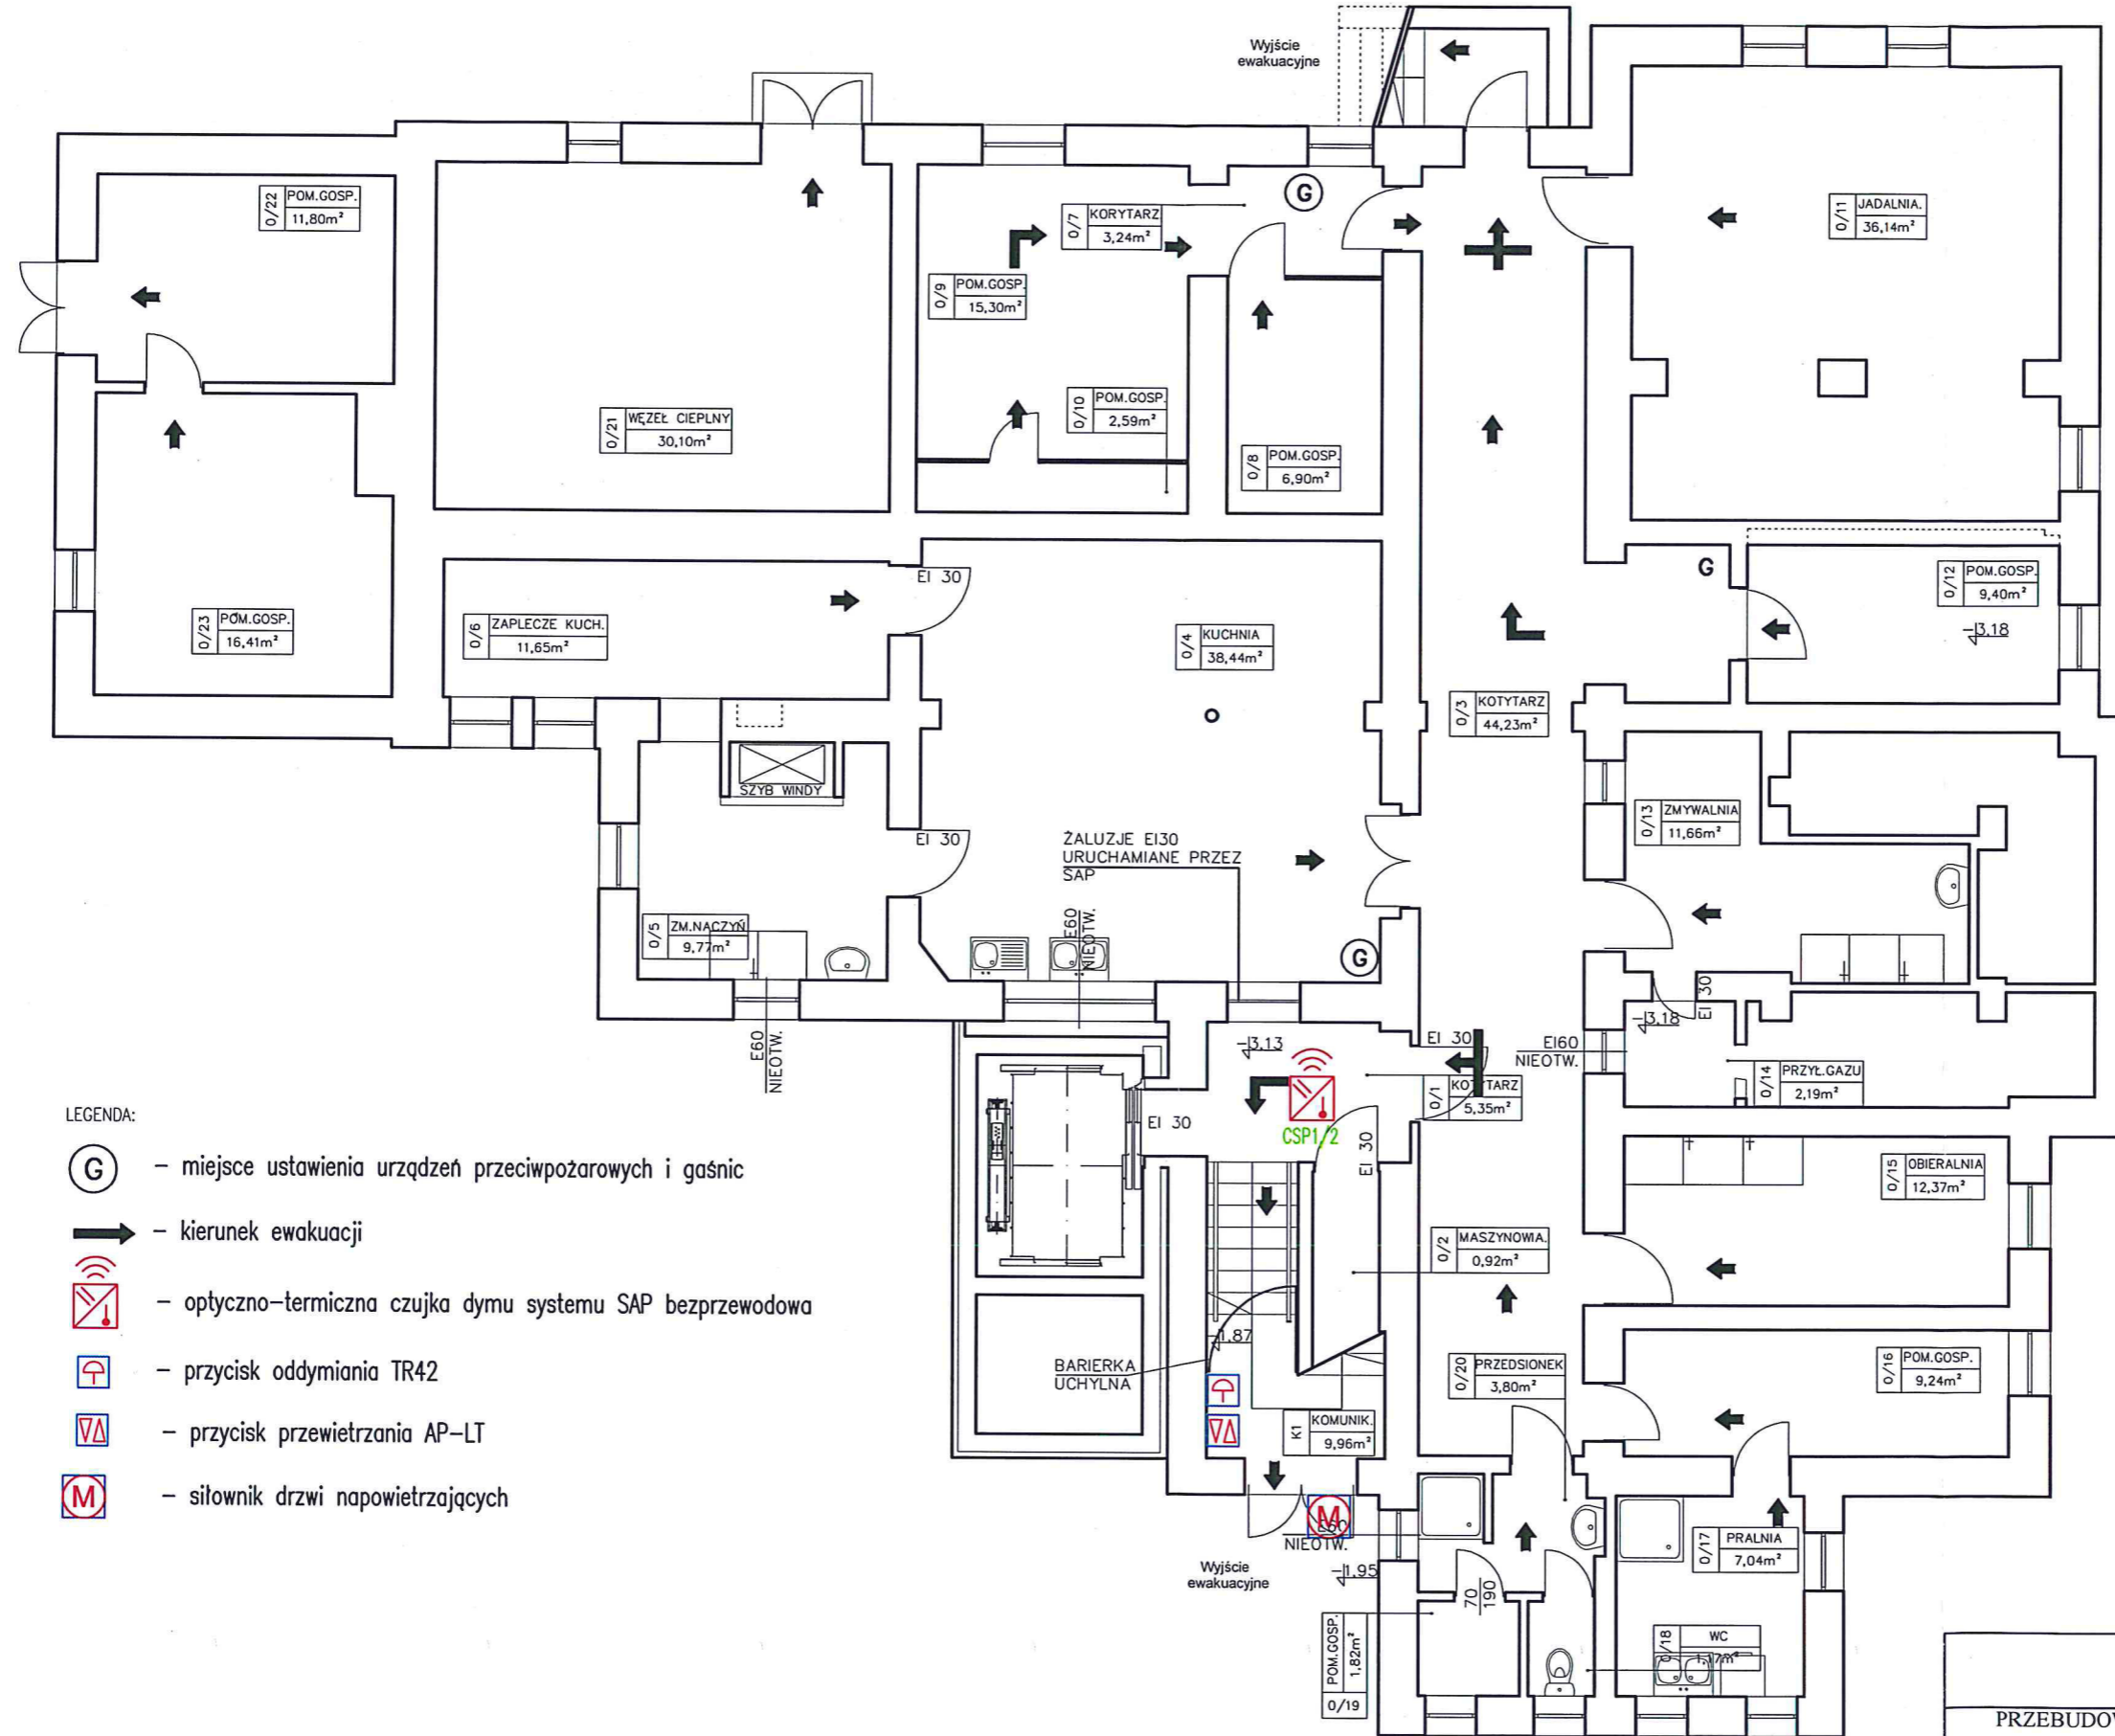 Wyjście
ewakuacyjne
0/22 POM.GOSP.
11,80m²
0/7 KORYTARZ
3,24m²
0/11 JADALNIA.
36,14m²
G
0/9 POM.GOSP.
15,30m²
0/21 WĘZEŁ CIEPLNY
30,10m²
0/10 POM.GOSP.
2,59m²
0/8 POM.GOSP.
6,90m²
EI 30
G
0/12 POM.GOSP.
9,40m²
-3.18
0/23 POM.GOSP.
16,41m²
0/6 ZAPLECZE KUCH.
11,65m²
0/4 KUCHNIA
38,44m²
0/3 KOTYTARZ
44,23m²
SZYB WINDY
EI 30
ŻALUZJE EI30
URUCHAMIANE PRZEZ
SAP
0/13 ZMYWALNIA
11,66m²
0/5 ZM.NACZYŃ
9,77m²
E60
NIEOTW.
G
E60
NIEOTW.
EI 30
-3.18
-3.13
EI 30
EI60
NIEOTW.
0/14 PRZYŁ.GAZU
2,19m²
0/1 KOTYTARZ
5,35m²
EI 30
CSP1/2
EI 30
0/15 OBIERALNIA
12,37m²
LEGENDA:
G – miejsce ustawienia urządzeń przeciwpożarowych i gaśnic
– kierunek ewakuacji
– optyczno-termiczna czujka dymu systemu SAP bezprzewodowa
– przycisk oddymiania TR42
– przycisk przewietrzania AP-LT
M – siłownik drzwi napowietrzających
0/2 MASZYNOWIA.
0,92m²
-1.87
BARIERKA
UCHYLNA
0/20 PRZEDSIONEK
3,80m²
0/16 POM.GOSP.
9,24m²
K1 KOMUNIK.
9,96m²
M
E60
NIEOTW.
Wyjście
ewakuacyjne
-1.95
70
190
0/17 PRALNIA
7,04m²
0/18 WC
1,17m²
POM.GOSP.
1,82m²
0/19
PRZEBUDOW